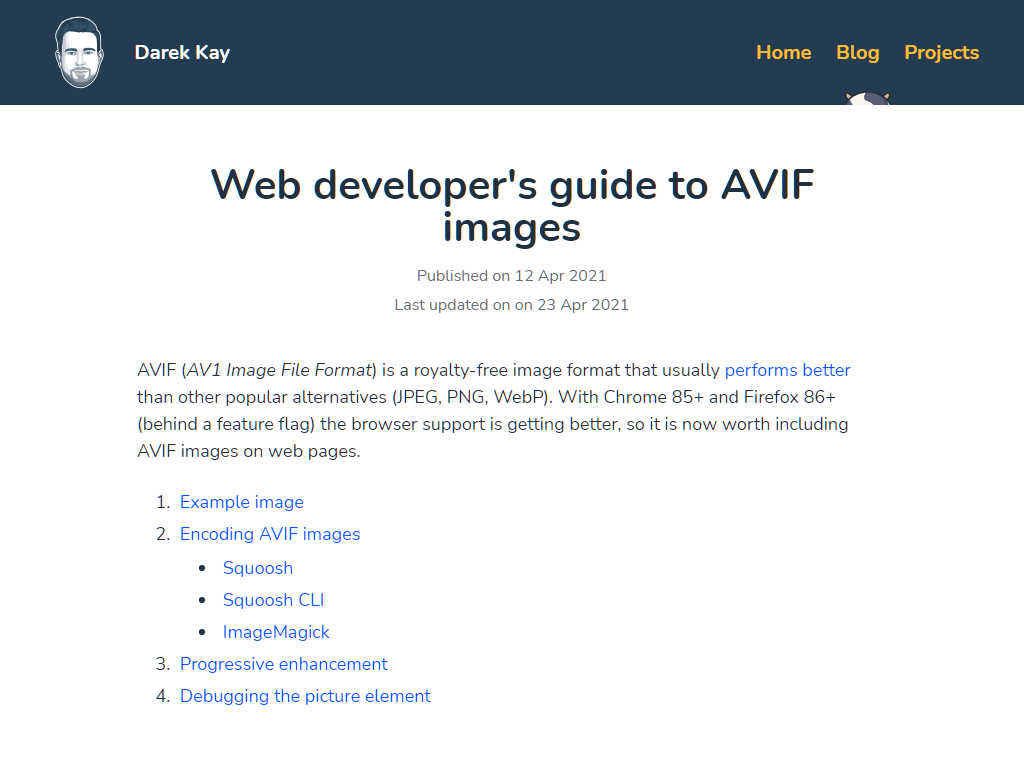 Darek Kay
Home Blog Projects
Web developer's guide to AVIF
images
Published on 12 Apr 2021
Last updated on on 23 Apr 2021
AVIF (AV1 Image File Format) is a royalty-free image format that usually performs better
than other popular alternatives (JPEG, PNG, WebP). With Chrome 85+ and Firefox 86+
(behind a feature flag) the browser support is getting better, so it is now worth including
AVIF images on web pages.
1. Example image
2. Encoding AVIF images
• Squoosh
• Squoosh CLI
• ImageMagick
3. Progressive enhancement
4. Debugging the picture element